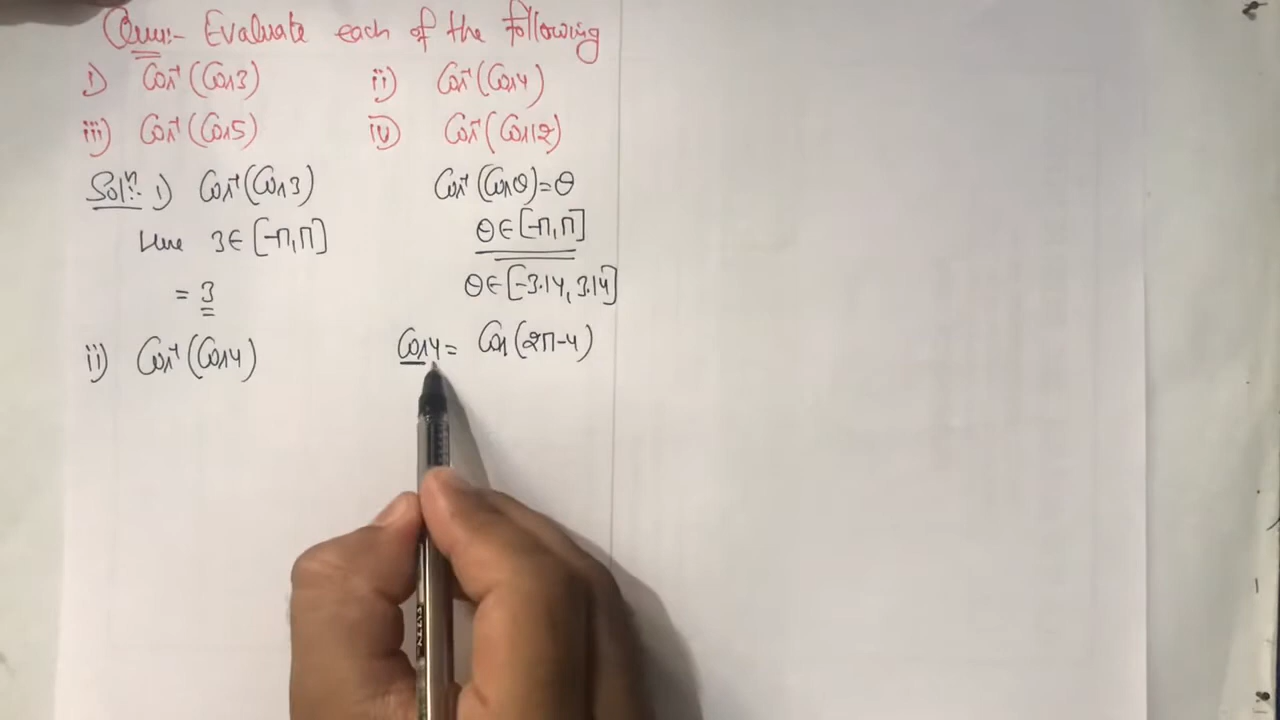 Ques:- Evaluate each of the following
i) Cos⁻¹(Cos3) ii) Cos⁻¹(Cos4)
iii) Cos⁻¹(Cos5) iv) Cos⁻¹(Cos12)
Solⁿ:- i) Cos⁻¹(Cos3) Cos⁻¹(Cosθ)=θ
Here 3∈[-π,π] θ∈[-π,π]
= 3 θ∈[-3.14, 3.14]
ii) Cos⁻¹(Cos4) Cos4= Cos(2π-4)